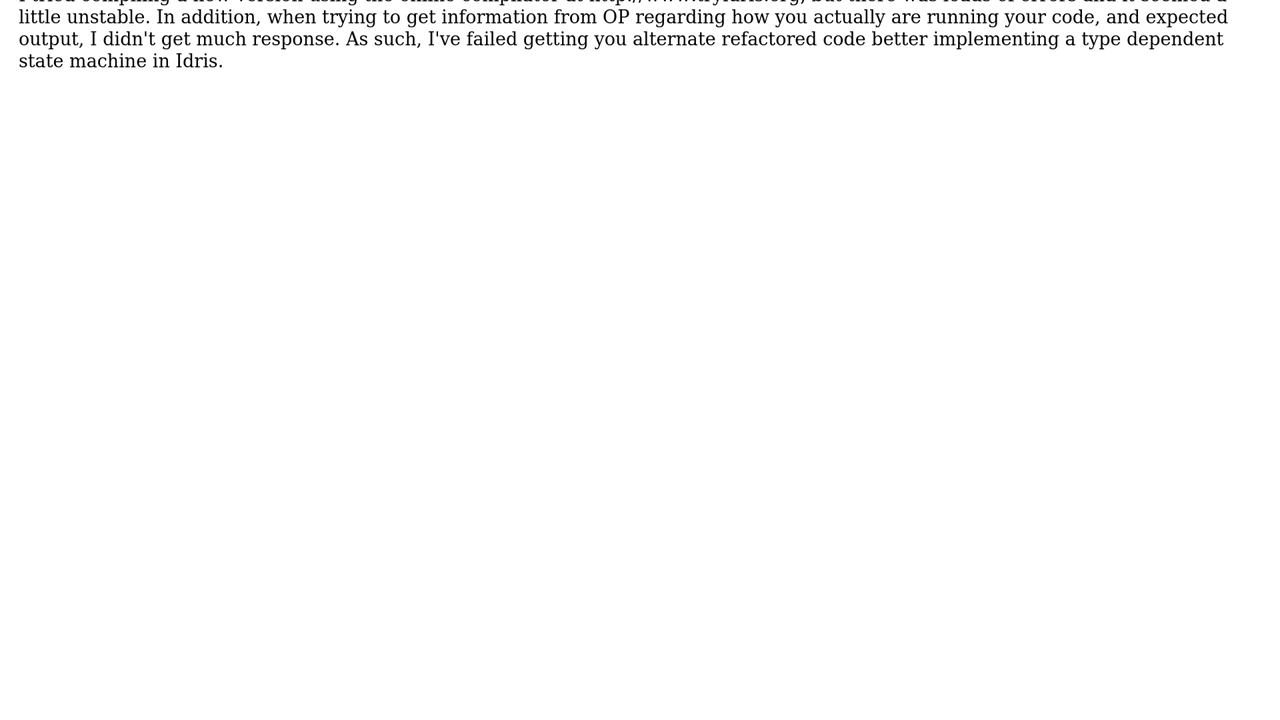 little unstable. In addition, when trying to get information from OP regarding how you actually are running your code, and expected
output, I didn't get much response. As such, I've failed getting you alternate refactored code better implementing a type dependent
state machine in Idris.